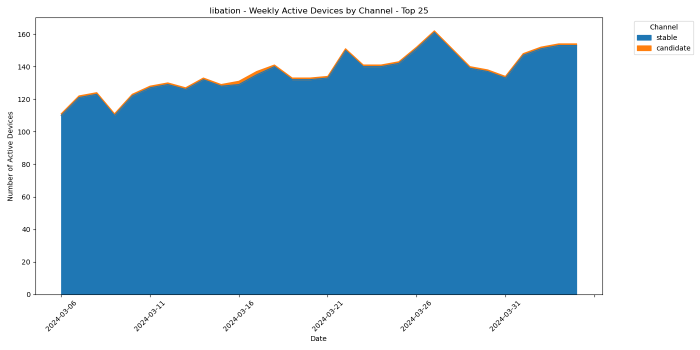 libation - Weekly Active Devices by Channel - Top 25
Channel
stable
candidate
Number of Active Devices
160
140
120
100
80
60
40
20
0
2024-03-06
2024-03-11
2024-03-16
2024-03-21
2024-03-26
2024-03-31
Date